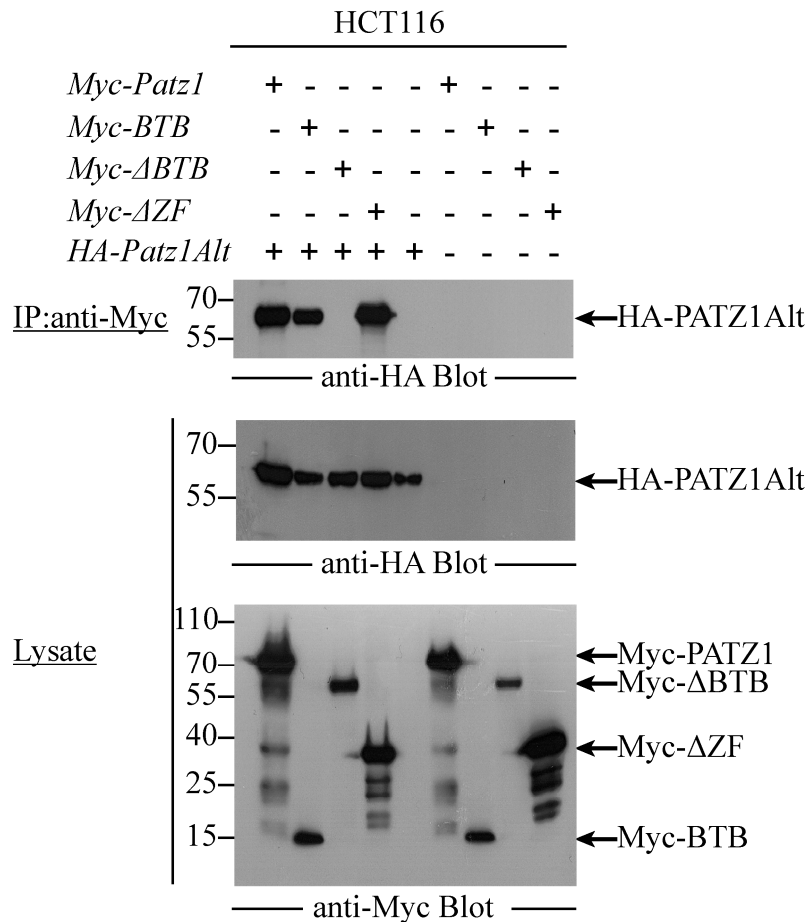 HCT116
Myc-Patz1 + - - - - + - - -
Myc-BTB - + - - - - + - -
Myc-ΔBTB - - + - - - - + -
Myc-ΔZF - - - + - - - - +
HA-Patz1Alt + + + + + - - - -
IP:anti-Myc
70
55
HA-PATZ1Alt
anti-HA Blot
70
55
HA-PATZ1Alt
anti-HA Blot
Lysate
110
70
55
40
25
15
Myc-PATZ1
Myc-ΔBTB
Myc-ΔZF
Myc-BTB
anti-Myc Blot